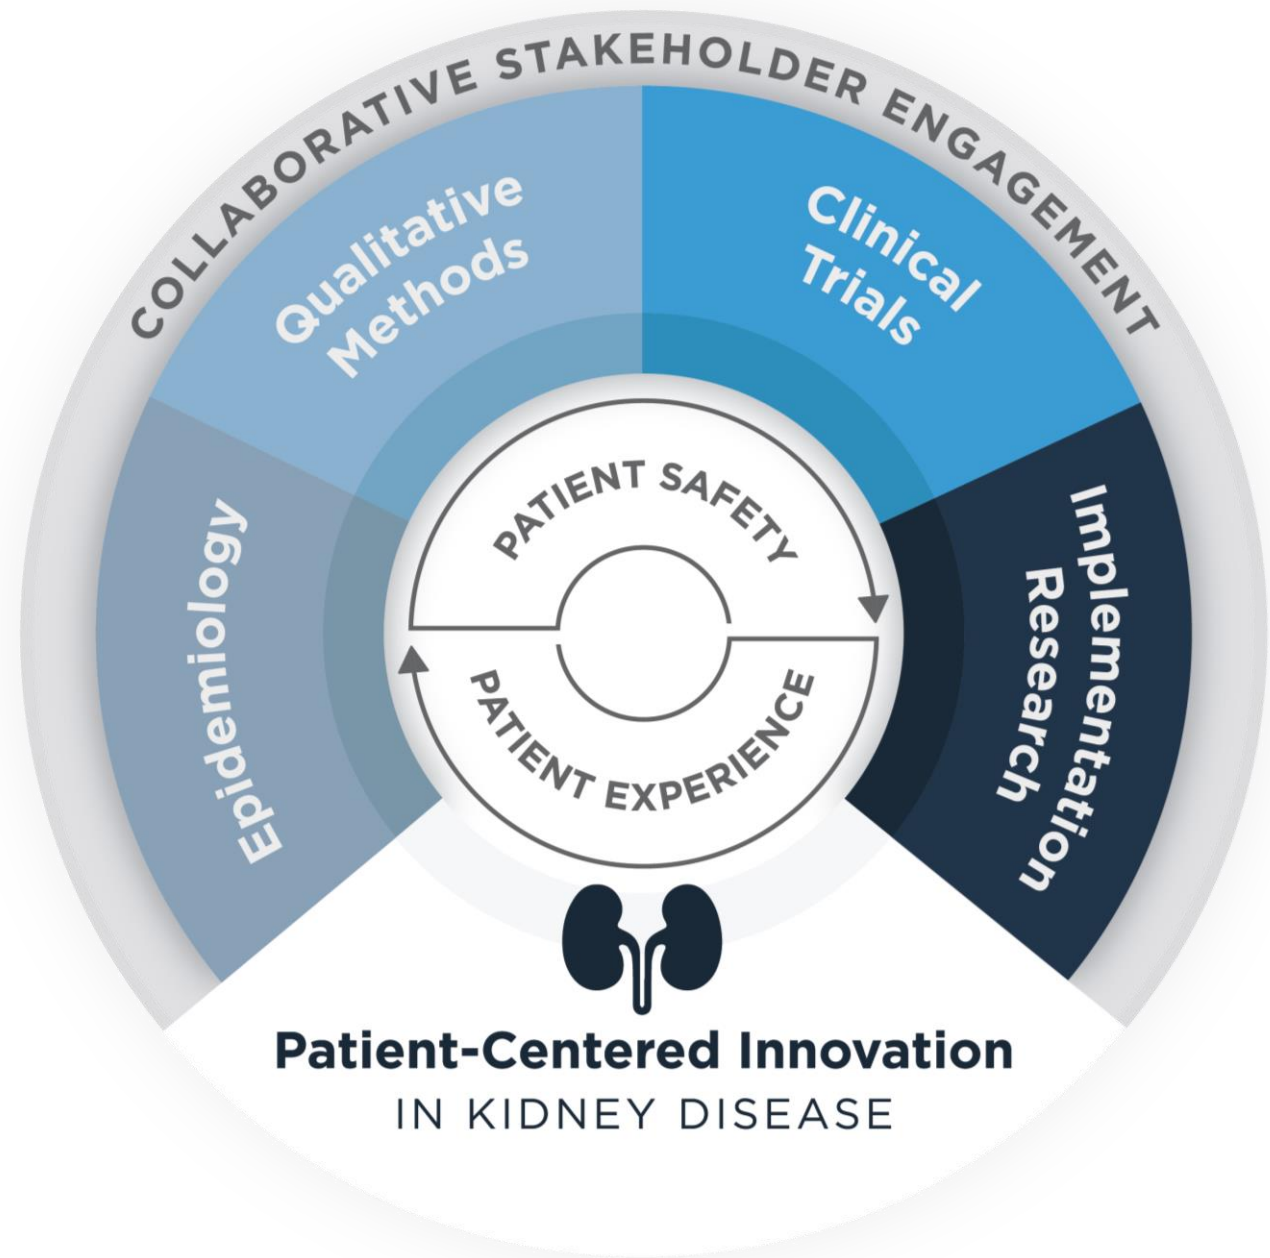 COLLABORATIVE STAKEHOLDER ENGAGEMENT
Qualitative
Methods
Clinical
Trials
Epidemiology
Implementation
Research
PATIENT SAFETY
PATIENT EXPERIENCE
Patient-Centered Innovation
IN KIDNEY DISEASE